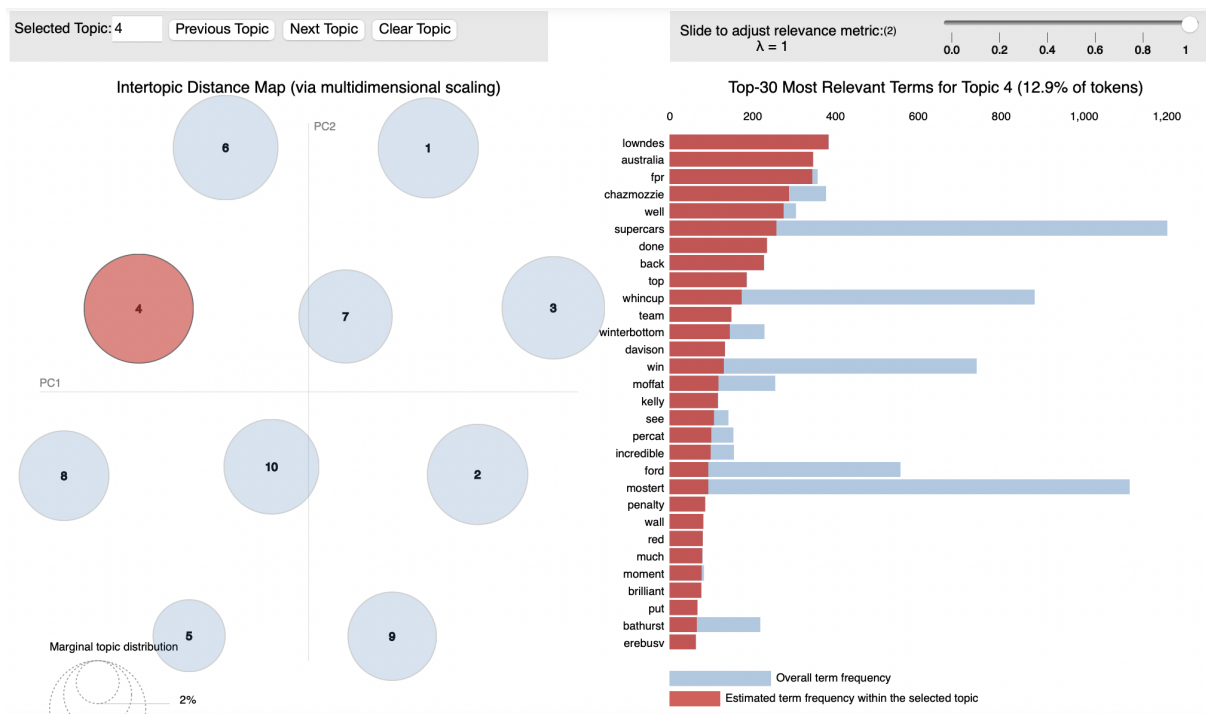 Selected Topic: 4 Previous Topic Next Topic Clear Topic
Slide to adjust relevance metric:(2)
λ = 1
0.0 0.2 0.4 0.6 0.8 1
Intertopic Distance Map (via multidimensional scaling)
PC2
PC1
6
1
4
7
3
8
10
2
5
9
Marginal topic distribution
2%
Top-30 Most Relevant Terms for Topic 4 (12.9% of tokens)
0 200 400 600 800 1,000 1,200
lowndes
australia
fpr
chazmozzie
well
supercars
done
back
top
whincup
team
winterbottom
davison
win
moffat
kelly
see
percat
incredible
ford
mostert
penalty
wall
red
much
moment
brilliant
put
bathurst
erebusv
Overall term frequency
Estimated term frequency within the selected topic